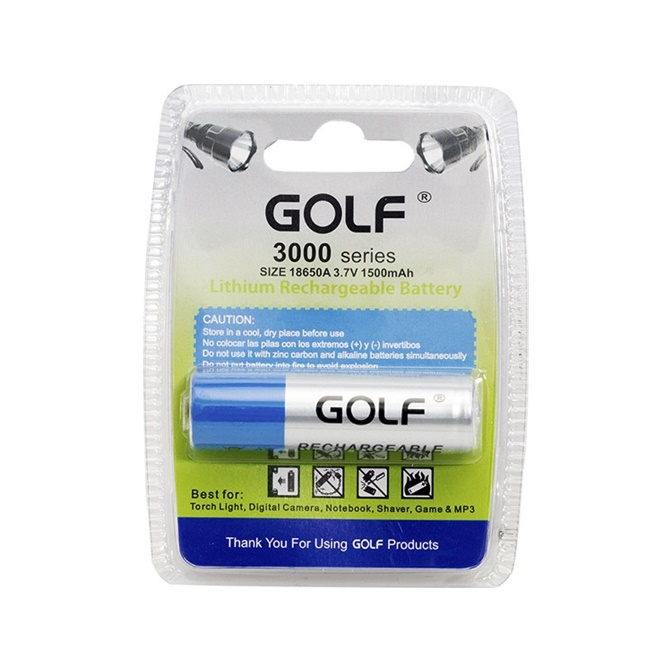 GOLF ®
3000 series
SIZE 18650A 3.7V 1500mAh
Lithium Rechargeable Battery
CAUTION:
Store in a cool, dry place before use
No colocar las pilas con los extremos (+) y (-) invertibos
Do not use it with zinc carbon and alkaline batteries simultaneously
Do not put battery into fire to avoid explosion
GOLF ®
RECHARGEABLE
Best for:
Torch Light, Digital Camera, Notebook, Shaver, Game & MP3
Thank You For Using GOLF Products